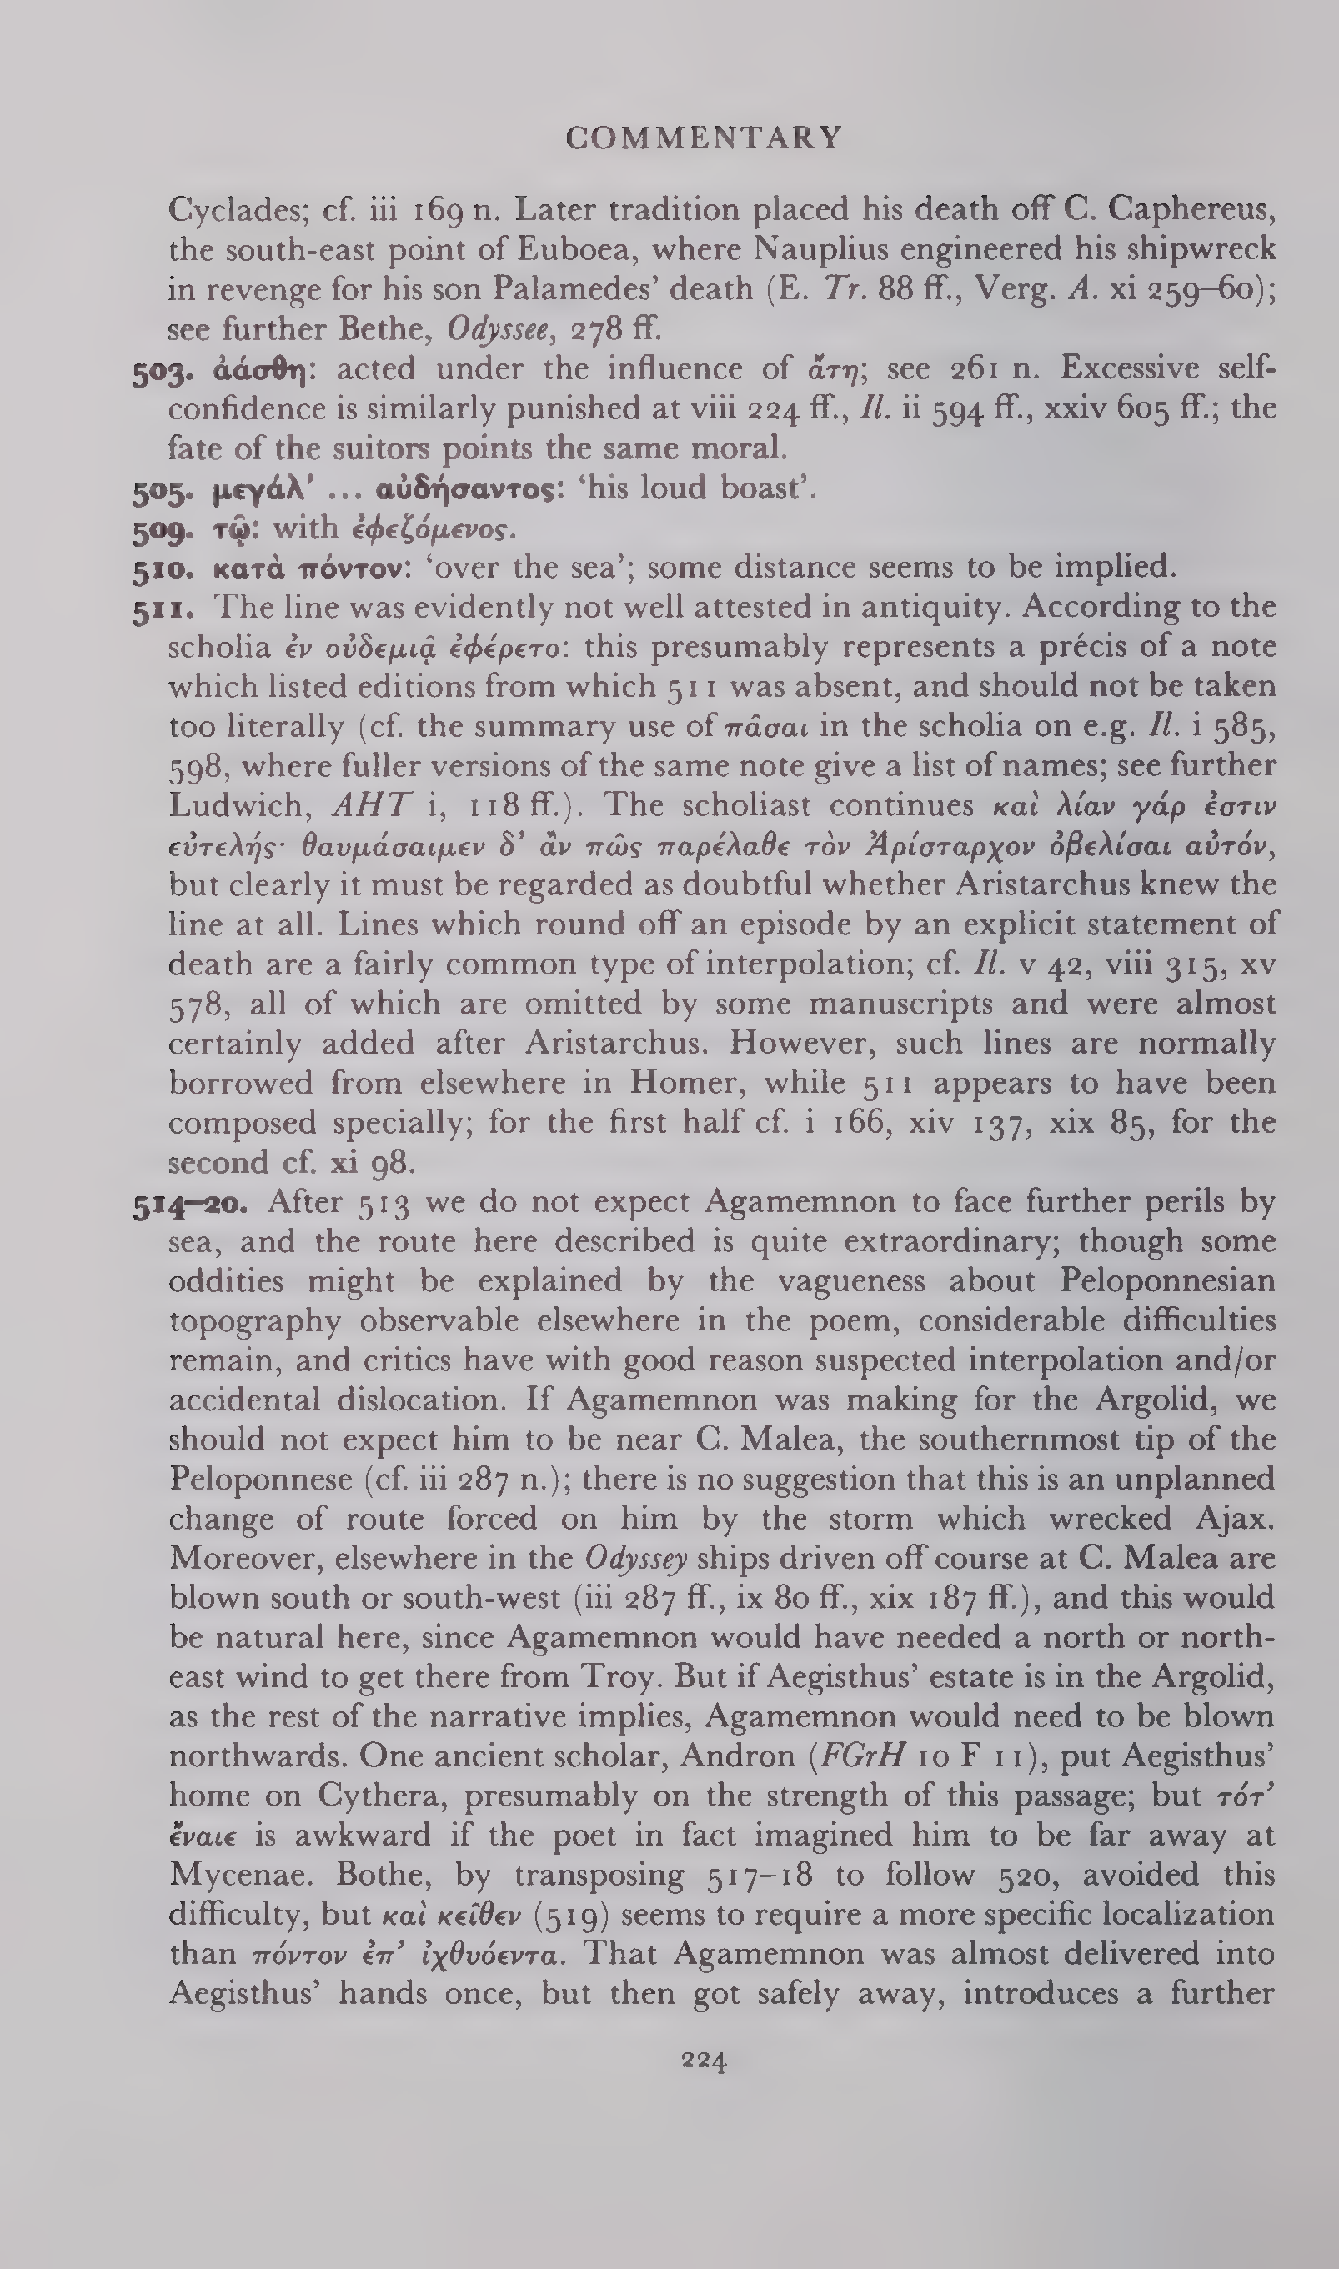 COMMENTARY
Cyclades; cf. iii 169 n. Later tradition placed his death off C. Caphereus,
the south-east point of Euboea, where Nauplius engineered his shipwreck
in revenge for his son Palamedes’ death (E. Tr. 88 ff., Verg. A. xi 259–60);
see further Bethe, Odyssee, 278 ff.
503. ἀάσθη: acted under the influence of ἄτη; see 261 n. Excessive self-
confidence is similarly punished at viii 224 ff., Il. ii 594 ff., xxiv 605 ff.; the
fate of the suitors points the same moral.
505. μεγάλ’ ... αὐδήσαντος: ‘his loud boast’.
509. τῷ: with ἐφεζόμενος.
510. κατὰ πόντον: ‘over the sea’; some distance seems to be implied.
511. The line was evidently not well attested in antiquity. According to the
scholia ἐν οὐδεμιᾷ ἐφέρετο: this presumably represents a précis of a note
which listed editions from which 511 was absent, and should not be taken
too literally (cf. the summary use of πᾶσαι in the scholia on e.g. Il. i 585,
598, where fuller versions of the same note give a list of names; see further
Ludwich, AHT i, 118 ff.). The scholiast continues καὶ λίαν γάρ ἐστιν
εὐτελής· θαυμάσαιμεν δ’ ἂν πῶς παρέλαθε τὸν Ἀρίσταρχον ὀβελίσαι αὐτόν,
but clearly it must be regarded as doubtful whether Aristarchus knew the
line at all. Lines which round off an episode by an explicit statement of
death are a fairly common type of interpolation; cf. Il. v 42, viii 315, xv
578, all of which are omitted by some manuscripts and were almost
certainly added after Aristarchus. However, such lines are normally
borrowed from elsewhere in Homer, while 511 appears to have been
composed specially; for the first half cf. i 166, xiv 137, xix 85, for the
second cf. xi 98.
514–20. After 513 we do not expect Agamemnon to face further perils by
sea, and the route here described is quite extraordinary; though some
oddities might be explained by the vagueness about Peloponnesian
topography observable elsewhere in the poem, considerable difficulties
remain, and critics have with good reason suspected interpolation and/or
accidental dislocation. If Agamemnon was making for the Argolid, we
should not expect him to be near C. Malea, the southernmost tip of the
Peloponnese (cf. iii 287 n.); there is no suggestion that this is an unplanned
change of route forced on him by the storm which wrecked Ajax.
Moreover, elsewhere in the Odyssey ships driven off course at C. Malea are
blown south or south-west (iii 287 ff., ix 80 ff., xix 187 ff.), and this would
be natural here, since Agamemnon would have needed a north or north-
east wind to get there from Troy. But if Aegisthus’ estate is in the Argolid,
as the rest of the narrative implies, Agamemnon would need to be blown
northwards. One ancient scholar, Andron (FGrH 10 F 11), put Aegisthus’
home on Cythera, presumably on the strength of this passage; but τότ’
ἔναιε is awkward if the poet in fact imagined him to be far away at
Mycenae. Bothe, by transposing 517–18 to follow 520, avoided this
difficulty, but καὶ κεῖθεν (519) seems to require a more specific localization
than πόντον ἐπ’ ἰχθυόεντα. That Agamemnon was almost delivered into
Aegisthus’ hands once, but then got safely away, introduces a further
224